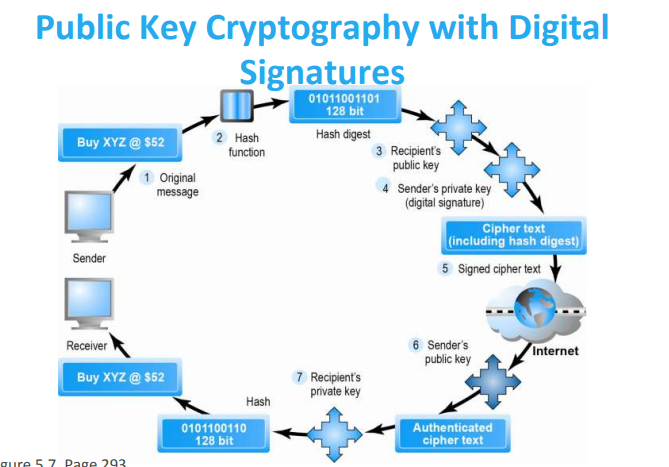 Public Key Cryptography with Digital
Signatures
Buy XYZ @ $52
1 Original
message
Sender
2 Hash
function
01011001101
128 bit
Hash digest
3 Recipient's
public key
4 Sender's private key
(digital signature)
Cipher text
(including hash digest)
5 Signed cipher text
Internet
6 Sender's
public key
Authenticated
cipher text
7 Recipient's
private key
Hash
0101100110
128 bit
Buy XYZ @ $52
Receiver
gure 5.7, Page 293